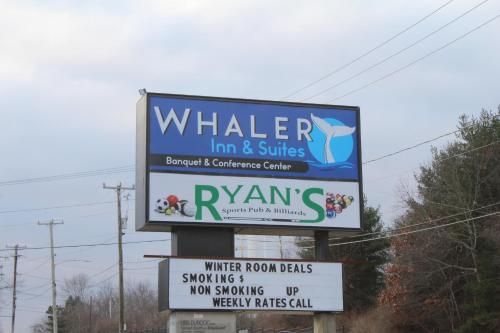 WHALER
Inn & Suites
Banquet & Conference Center
RYAN'S
Sports Pub & Billiards
WINTER ROOM DEALS
SMOKING $
NON SMOKING UP
WEEKLY RATES CALL